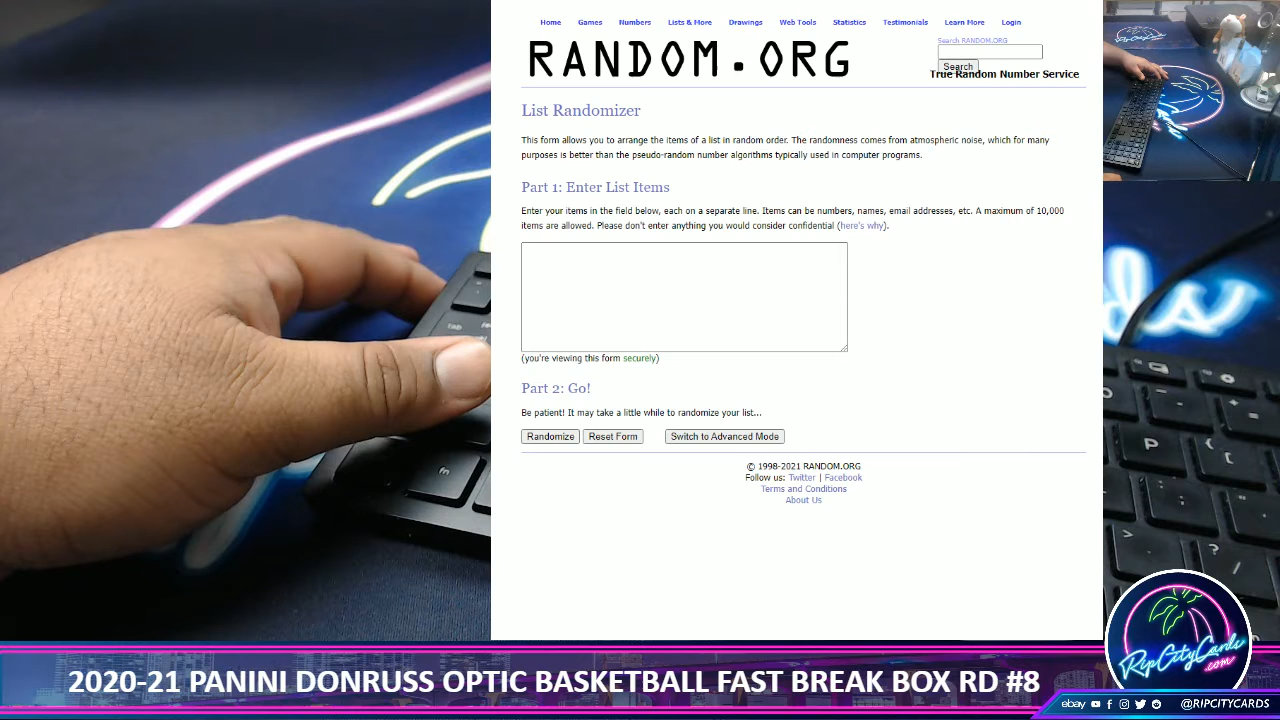 Home Games Numbers Lists & More Drawings Web Tools Statistics Testimonials Learn More Login
RANDOM.ORG
Search RANDOM.ORG
Search
True Random Number Service
List Randomizer
This form allows you to arrange the items of a list in random order. The randomness comes from atmospheric noise, which for many
purposes is better than the pseudo-random number algorithms typically used in computer programs.
Part 1: Enter List Items
Enter your items in the field below, each on a separate line. Items can be numbers, names, email addresses, etc. A maximum of 10,000
items are allowed. Please don't enter anything you would consider confidential (here's why).
(you're viewing this form securely)
Part 2: Go!
Be patient! It may take a little while to randomize your list...
Randomize Reset Form Switch to Advanced Mode
© 1998-2021 RANDOM.ORG
Follow us: Twitter | Facebook
Terms and Conditions
About Us
tab
P
RipCityCards
.com
2020-21 PANINI DONRUSS OPTIC BASKETBALL FAST BREAK BOX RD #8
ebay @RIPCITYCARDS